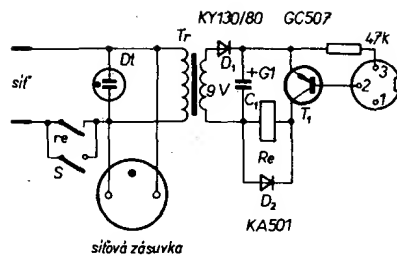 KY130/80 GC507
Tr
47k
Dt
D₁
+G1
3
síť
9 V
C₁
2
T₁
1
re
Re
S
D₂
KA501
síťová zásuvka